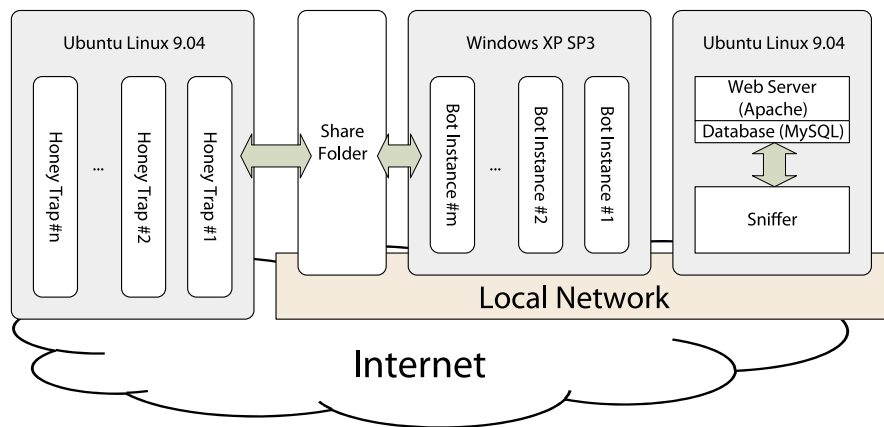 Ubuntu Linux 9.04
Honey Trap #n
...
Honey Trap #2
Honey Trap #1
Share
Folder
Windows XP SP3
Bot Instance #m
...
Bot Instance #2
Bot Instance #1
Ubuntu Linux 9.04
Web Server
(Apache)
Database (MySQL)
Sniffer
Local Network
Internet